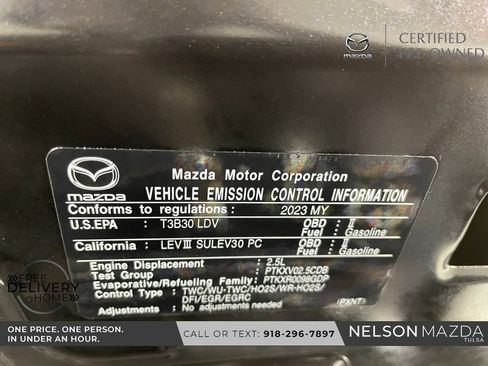 mazda
CERTIFIED
PRE-OWNED
mazda
Mazda Motor Corporation
VEHICLE EMISSION CONTROL INFORMATION
Conforms to regulations : 2023 MY
U.S.EPA : T3B30 LDV OBD : II
Fuel : Gasoline
California : LEVIII SULEV30 PC OBD : II
Fuel : Gasoline
Engine Displacement : 2.5L
Test Group : PTKXV02.5CDB
Evaporative/Refueling Family: PTKXR0098GDB
Control Type : TWC/WU-TWC/HO2S/WR-HO2S/
DFI/EGR/EGRC
Adjustments : No adjustments needed (PXNT)
FREE
DELIVERY
@HOME
ONE PRICE. ONE PERSON.
IN UNDER AN HOUR.
CALL OR TEXT: 918-296-7897
NELSON MAZDA
TULSA